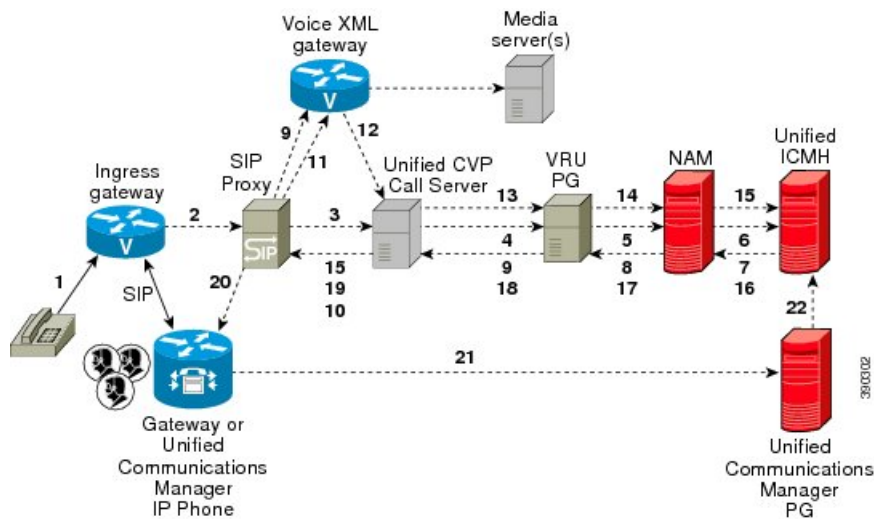 Voice XML
gateway
Media
server(s)
V
9
11
12
Ingress
gateway
SIP
Proxy
Unified CVP
Call Server
VRU
PG
NAM
Unified
ICMH
V
2
SIP
3
13
14
15
4
5
6
15
9
8
7
19
18
17
16
10
1
SIP
20
22
21
Gateway or
Unified
Communications
Manager
IP Phone
Unified
Communications
Manager
PG
390302